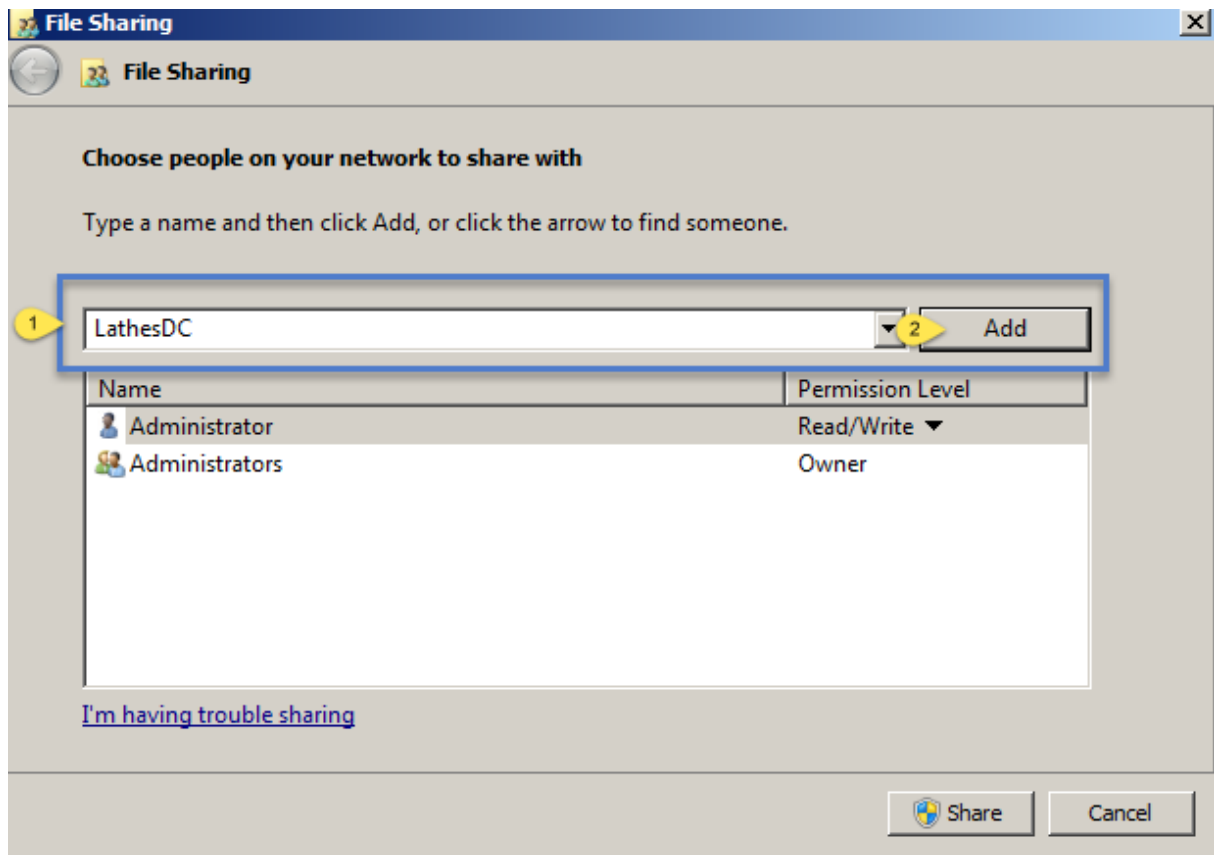 File Sharing
File Sharing
Choose people on your network to share with
Type a name and then click Add, or click the arrow to find someone.
1 LathesDC 2 Add
Name Permission Level
Administrator Read/Write
Administrators Owner
I'm having trouble sharing
Share Cancel